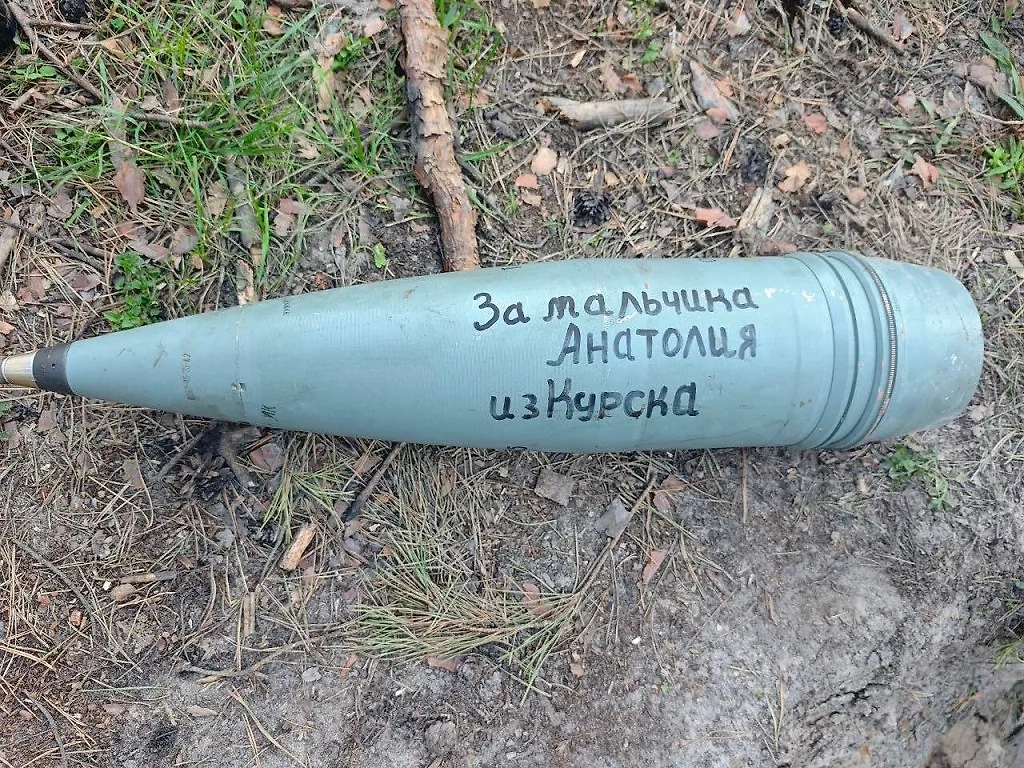 За мальчика
Анатолия
из Курска